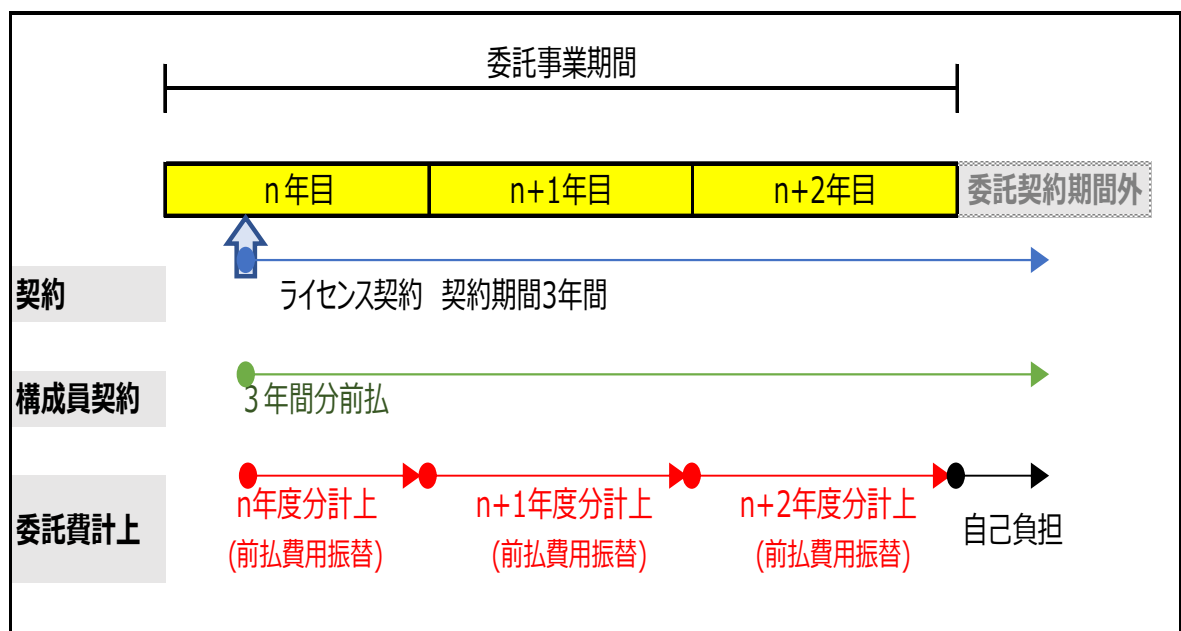 委託事業期間
n年目 n+1年目 n+2年目 委託契約期間外
契約
ライセンス契約 契約期間3年間
構成員契約
３年間分前払
委託費計上
n年度分計上 n+1年度分計上 n+2年度分計上 自己負担
(前払費用振替) (前払費用振替) (前払費用振替)